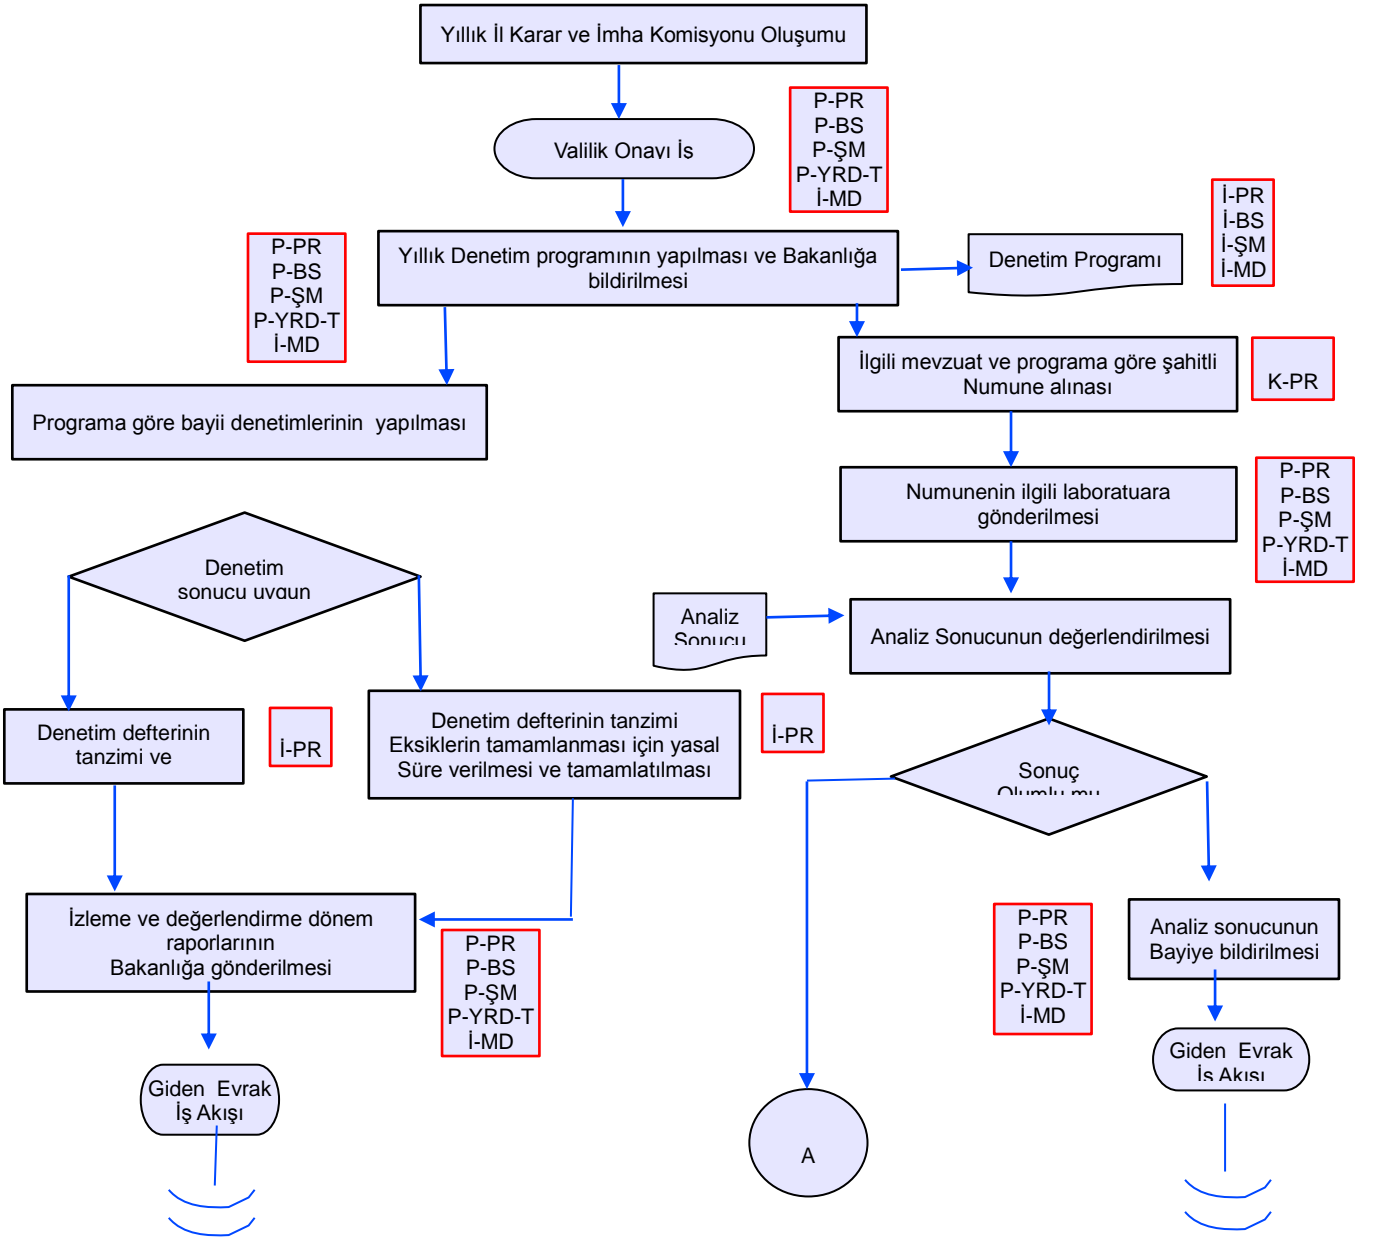 Yıllık İl Karar ve İmha Komisyonu Oluşumu
P-PR
P-BS
P-ŞM
P-YRD-T
İ-MD
Valilik Onavı İs
İ-PR
İ-BS
İ-ŞM
İ-MD
P-PR
P-BS
P-ŞM
P-YRD-T
İ-MD
Yıllık Denetim programının yapılması ve Bakanlığa
bildirilmesi
Denetim Programı
İlgili mevzuat ve programa göre şahitli
Numune alınası
K-PR
Programa göre bayii denetimlerinin  yapılması
Numunenin ilgili laboratuara
gönderilmesi
P-PR
P-BS
P-ŞM
P-YRD-T
İ-MD
Denetim
sonucu uygun
Analiz
Sonucu
Analiz Sonucunun değerlendirilmesi
Denetim defterinin
tanzimi ve
İ-PR
Denetim defterinin tanzimi
Eksiklerin tamamlanması için yasal
Süre verilmesi ve tamamlatılması
İ-PR
Sonuç
Olumlu mu
İzleme ve değerlendirme dönem
raporlarının
Bakanlığa gönderilmesi
P-PR
P-BS
P-ŞM
P-YRD-T
İ-MD
P-PR
P-BS
P-ŞM
P-YRD-T
İ-MD
Analiz sonucunun
Bayiye bildirilmesi
Giden  Evrak
İş Akışı
A
Giden  Evrak
İş Akışı